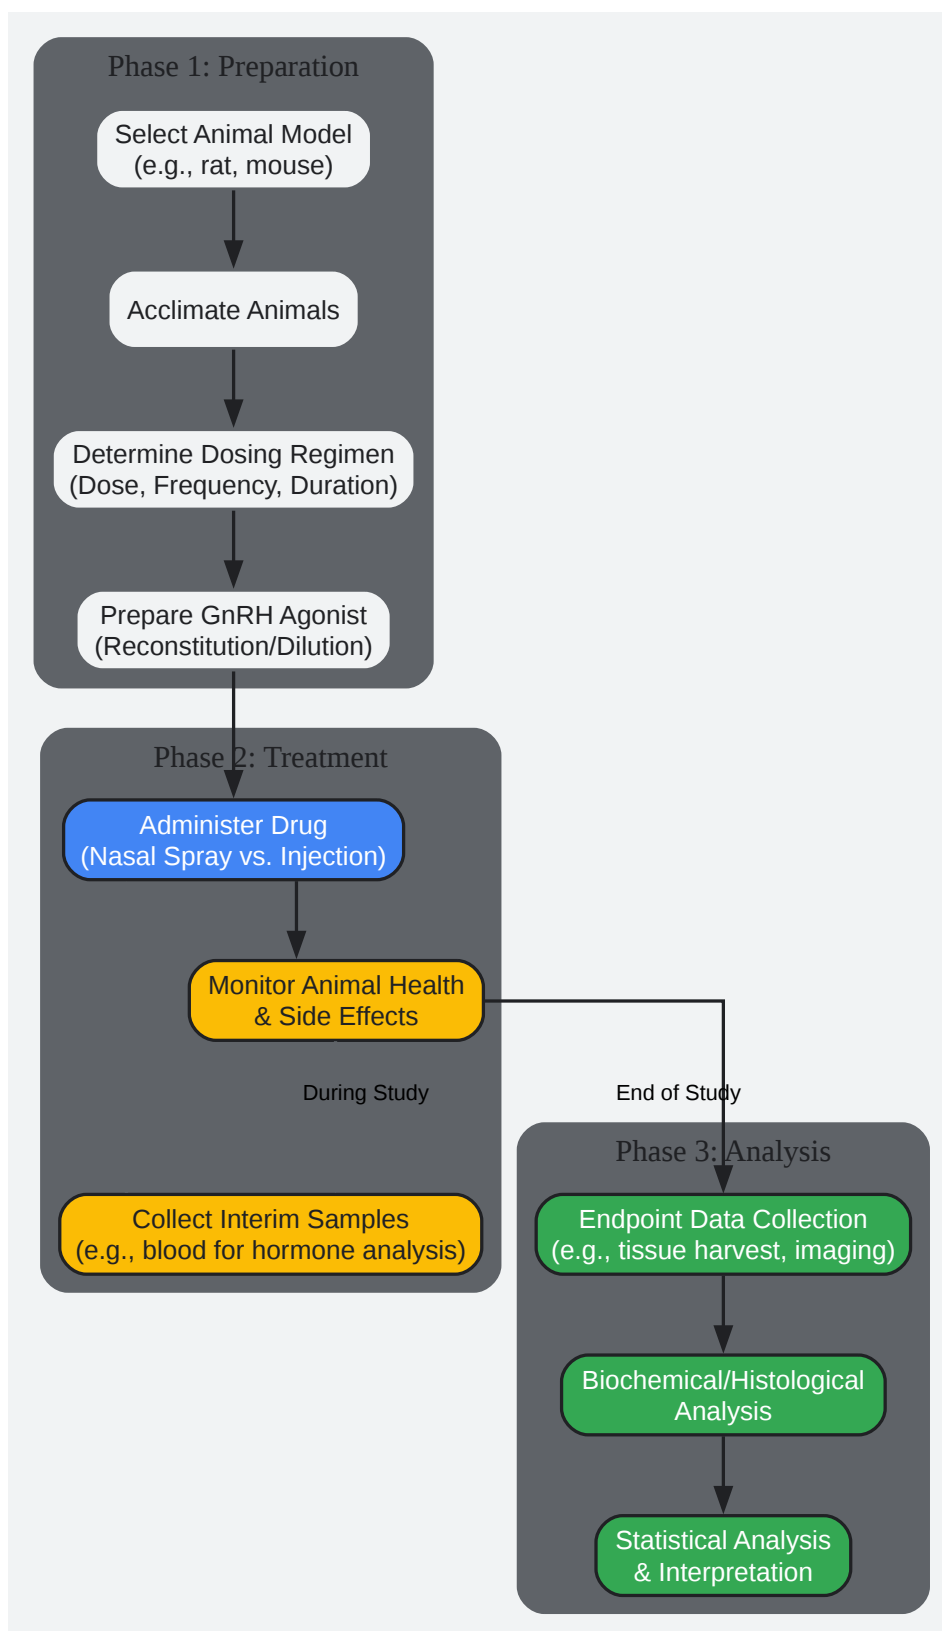 Phase 1: Preparation
Select Animal Model
(e.g., rat, mouse)
Acclimate Animals
Determine Dosing Regimen
(Dose, Frequency, Duration)
Prepare GnRH Agonist
(Reconstitution/Dilution)
Phase 2: Treatment
Administer Drug
(Nasal Spray vs. Injection)
Monitor Animal Health
& Side Effects
During Study
End of Study
Collect Interim Samples
(e.g., blood for hormone analysis)
Phase 3: Analysis
Endpoint Data Collection
(e.g., tissue harvest, imaging)
Biochemical/Histological
Analysis
Statistical Analysis
& Interpretation